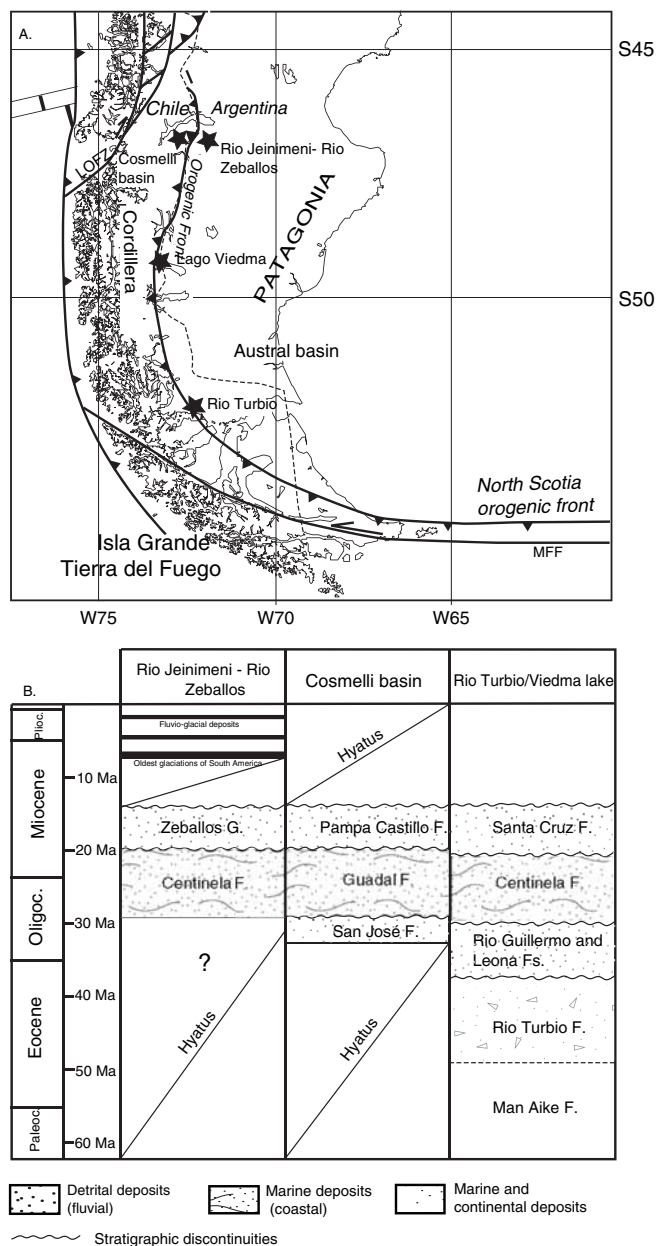 A.
S45
Chile Argentina
LOFZ
Cosmelli
basin
Rio Jeinimeni- Rio
Zeballos
Orogenic Front
Cordillera
PATAGONIA
Lago Viedma
S50
Austral basin
Rio Turbio
North Scotia
orogenic front
MFF
Isla Grande
Tierra del Fuego
W75 W70 W65
B.
Rio Jeinimeni - Rio
Zeballos
Cosmelli basin
Rio Turbio/Viedma lake
Plioc.
Miocene
Oligoc.
Eocene
Paleoc.
10 Ma
20 Ma
30 Ma
40 Ma
50 Ma
60 Ma
Fluvio-glacial deposits
Oldest glaciations of South America
Zeballos G.
Centinela F.
?
Hyatus
Hyatus
Pampa Castillo F.
Guadal F.
San José F.
Hyatus
Santa Cruz F.
Centinela F.
Rio Guillermo and
Leona Fs.
Rio Turbio F.
Man Aike F.
Detrital deposits
(fluvial)
Marine deposits
(coastal)
Marine and
continental deposits
Stratigraphic discontinuities